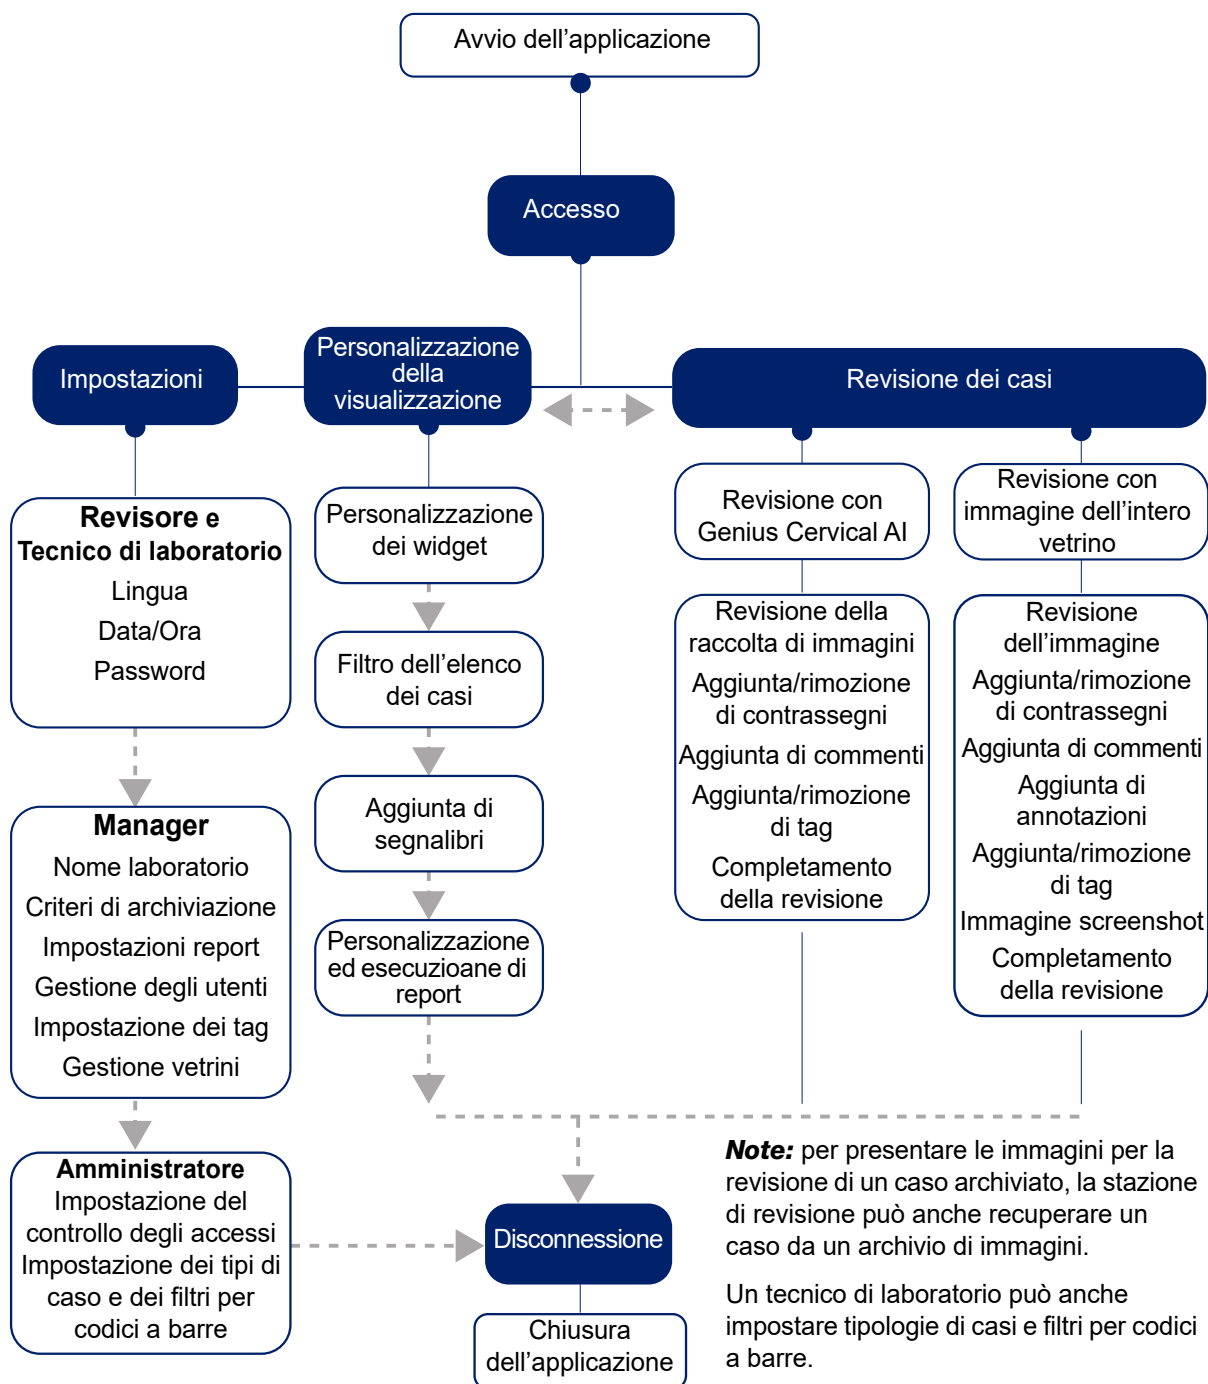 Avvio dell’applicazione
Accesso
Impostazioni
Personalizzazione
della
visualizzazione
Revisione dei casi
Revisore e
Tecnico di laboratorio
Lingua
Data/Ora
Password
Manager
Nome laboratorio
Criteri di archiviazione
Impostazioni report
Gestione degli utenti
Impostazione dei tag
Gestione vetrini
Amministratore
Impostazione del
controllo degli accessi
Impostazione dei tipi di
caso e dei filtri per
codici a barre
Personalizzazione
dei widget
Filtro dell’elenco
dei casi
Aggiunta di
segnalibri
Personalizzazione
ed esecuzioane di
report
Revisione con
Genius Cervical AI
Revisione della
raccolta di immagini
Aggiunta/rimozione
di contrassegni
Aggiunta di commenti
Aggiunta/rimozione
di tag
Completamento
della revisione
Revisione con
immagine dell’intero
vetrino
Revisione
dell’immagine
Aggiunta/rimozione
di contrassegni
Aggiunta di commenti
Aggiunta di
annotazioni
Aggiunta/rimozione
di tag
Immagine screenshot
Completamento
della revisione
Disconnessione
Chiusura
dell’applicazione
Note: per presentare le immagini per la
revisione di un caso archiviato, la stazione
di revisione può anche recuperare un
caso da un archivio di immagini.
Un tecnico di laboratorio può anche
impostare tipologie di casi e filtri per codici
a barre.